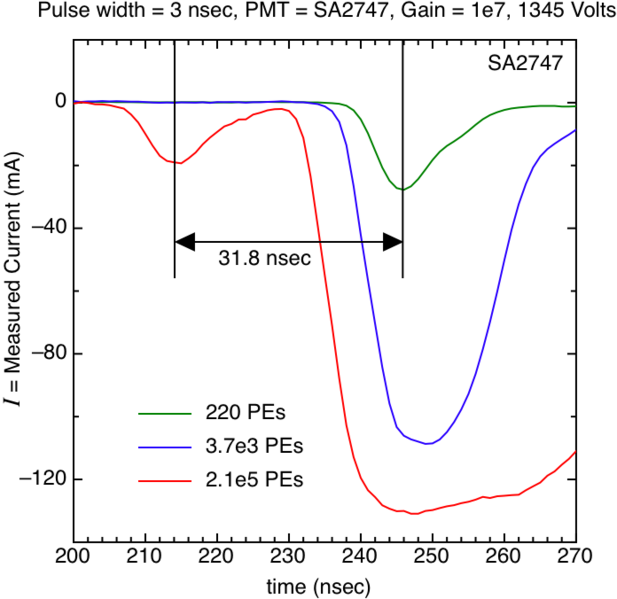 Pulse width = 3 nsec, PMT = SA2747, Gain = 1e7, 1345 Volts
SA2747
0
−40
−80
−120
I = Measured Current (mA)
31.8 nsec
220 PEs
3.7e3 PEs
2.1e5 PEs
200 210 220 230 240 250 260 270
time (nsec)